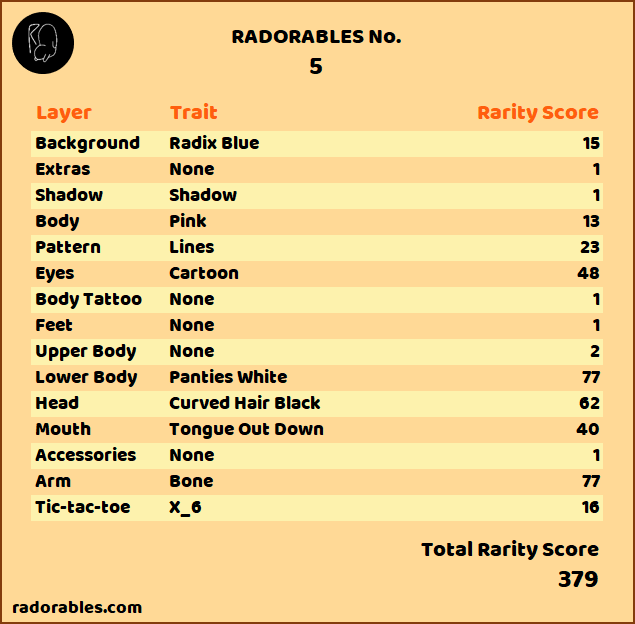 RADORABLES No.
5
Layer Trait Rarity Score
Background Radix Blue 15
Extras None 1
Shadow Shadow 1
Body Pink 13
Pattern Lines 23
Eyes Cartoon 48
Body Tattoo None 1
Feet None 1
Upper Body None 2
Lower Body Panties White 77
Head Curved Hair Black 62
Mouth Tongue Out Down 40
Accessories None 1
Arm Bone 77
Tic-tac-toe X_6 16
Total Rarity Score
379
radorables.com